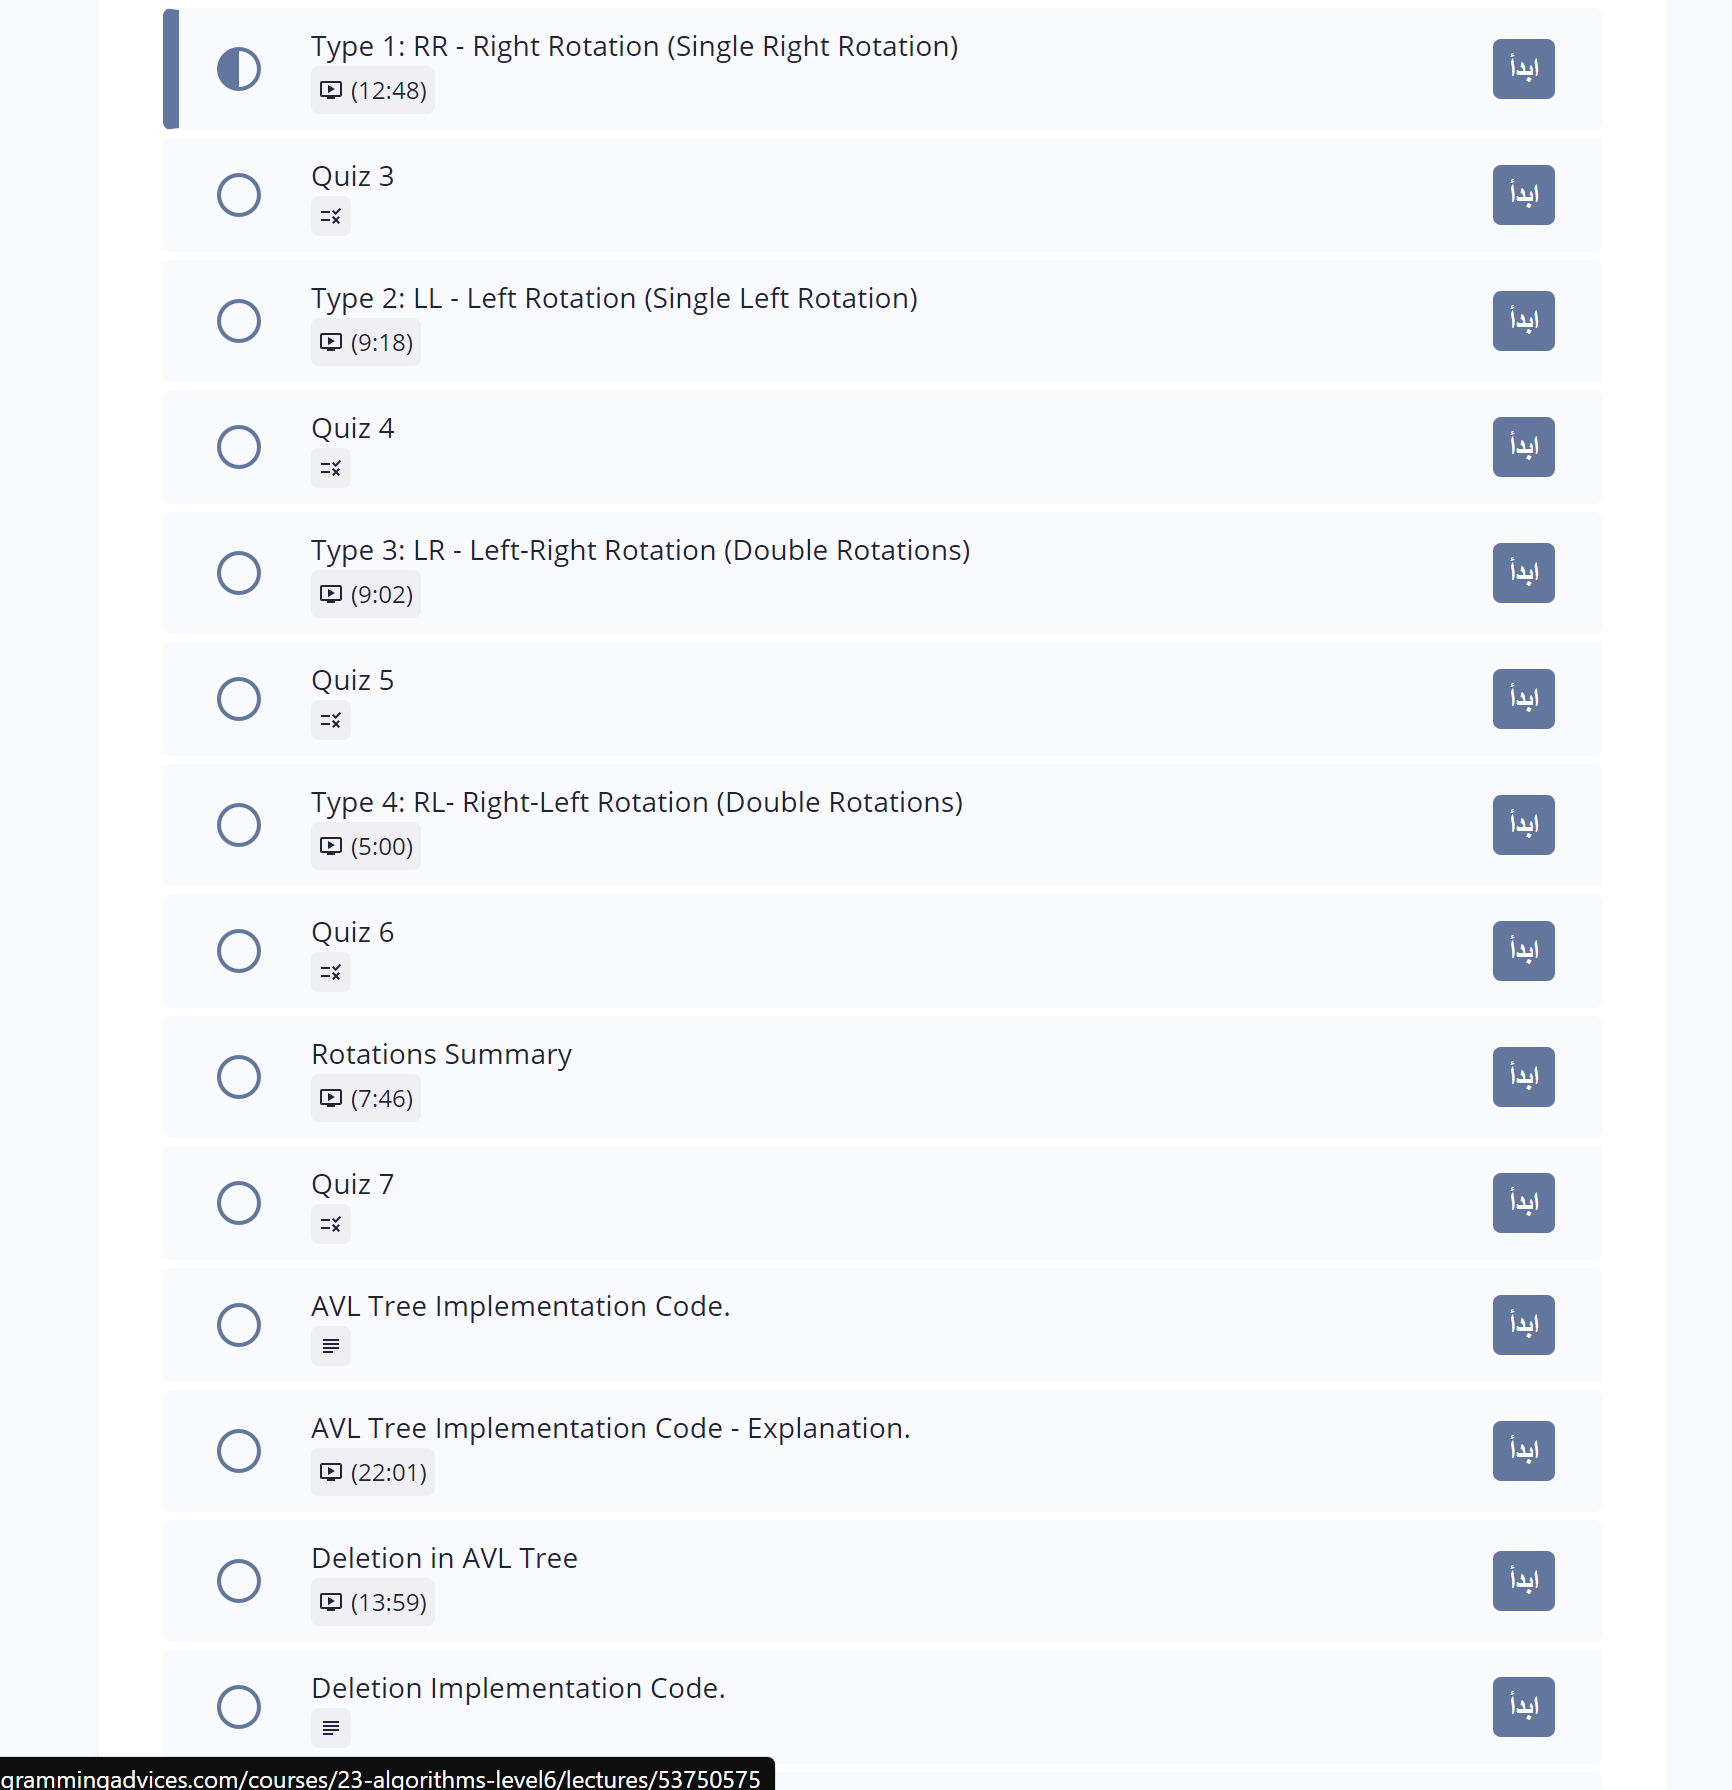 Type 1: RR - Right Rotation (Single Right Rotation)
(12:48)
ابدأ
Quiz 3
ابدأ
Type 2: LL - Left Rotation (Single Left Rotation)
(9:18)
ابدأ
Quiz 4
ابدأ
Type 3: LR - Left-Right Rotation (Double Rotations)
(9:02)
ابدأ
Quiz 5
ابدأ
Type 4: RL- Right-Left Rotation (Double Rotations)
(5:00)
ابدأ
Quiz 6
ابدأ
Rotations Summary
(7:46)
ابدأ
Quiz 7
ابدأ
AVL Tree Implementation Code.
ابدأ
AVL Tree Implementation Code - Explanation.
(22:01)
ابدأ
Deletion in AVL Tree
(13:59)
ابدأ
Deletion Implementation Code.
ابدأ
grammingadvices.com/courses/23-algorithms-level6/lectures/53750575